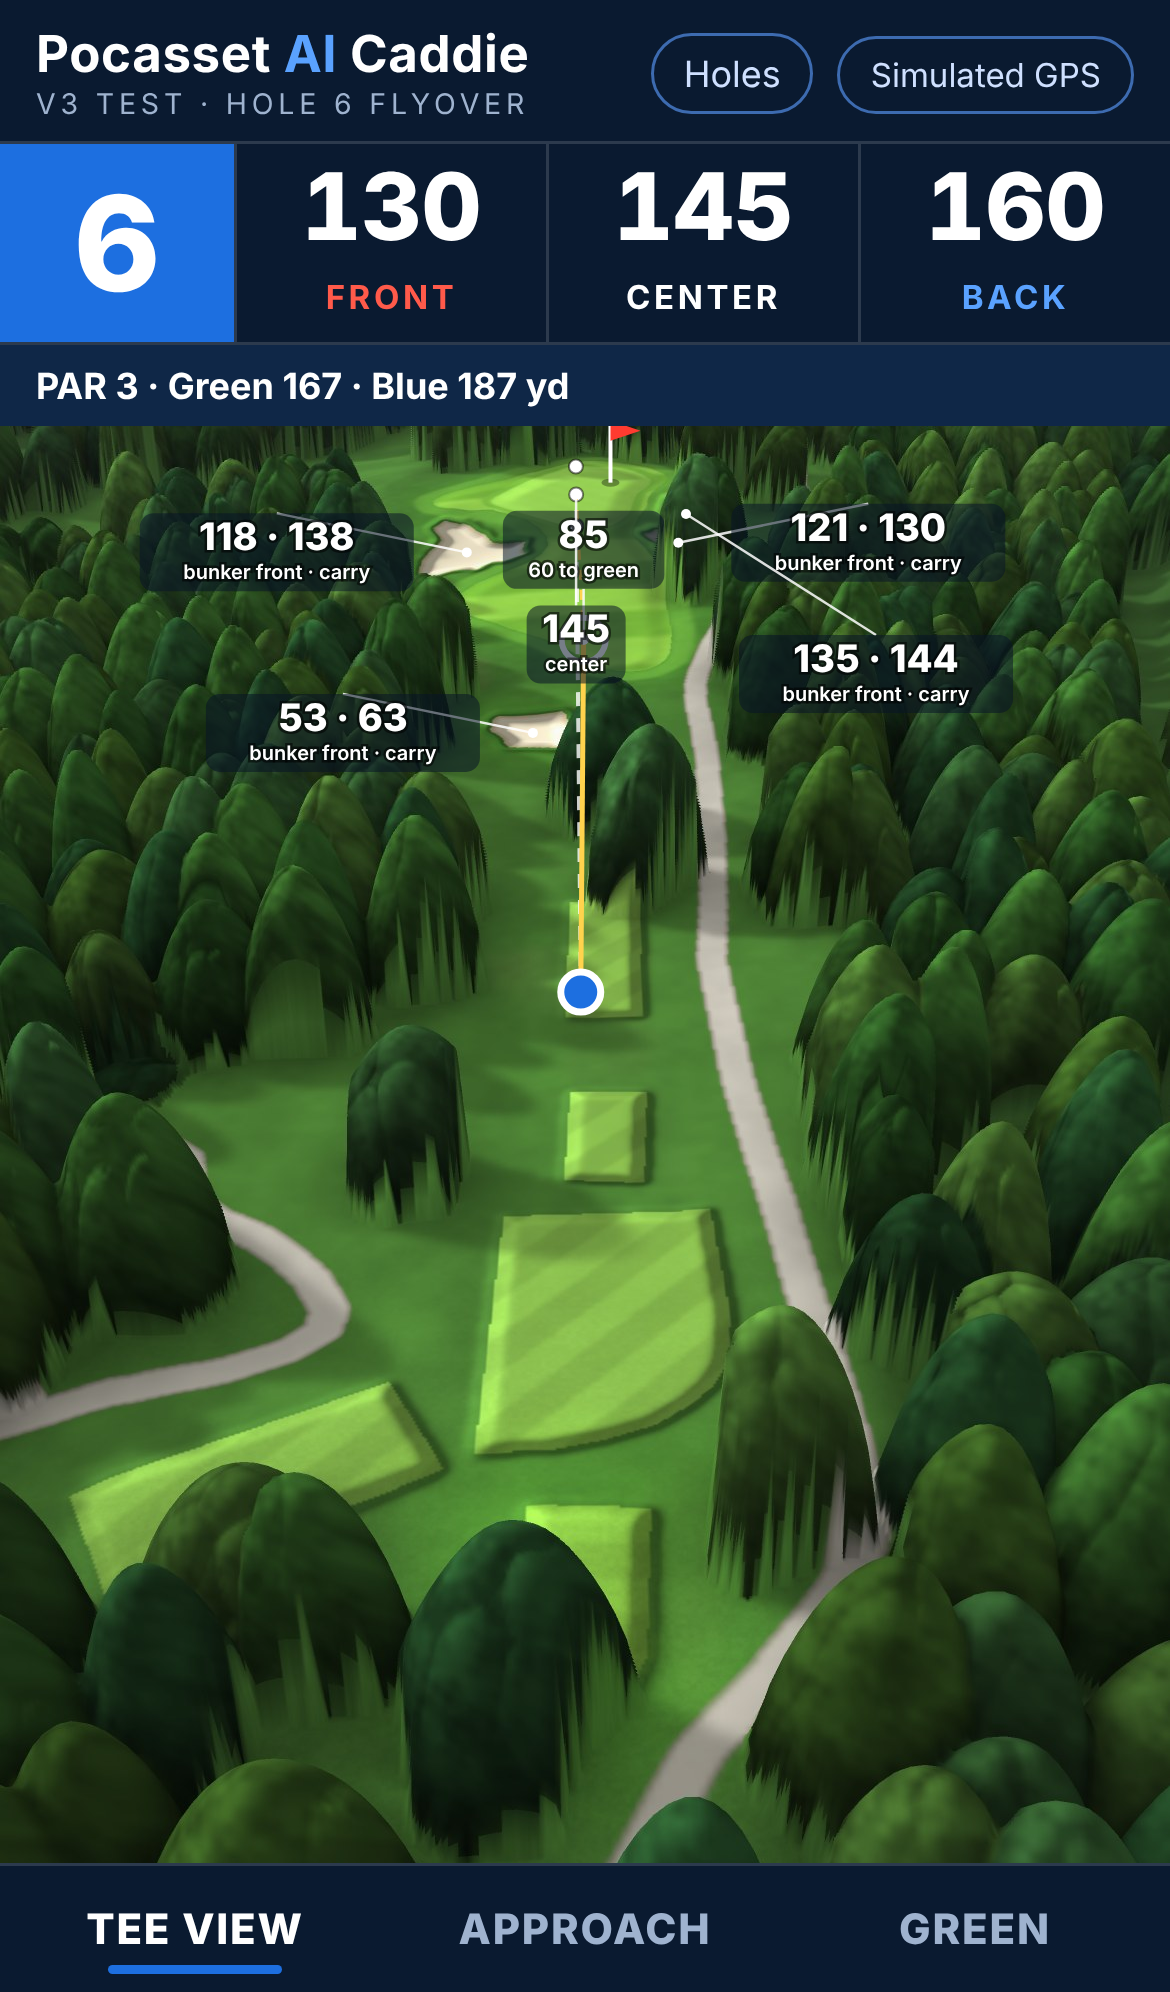 Pocasset AI Caddie
V3 TEST · HOLE 6 FLYOVER
Holes
Simulated GPS
6
130
FRONT
145
CENTER
160
BACK
PAR 3 · Green 167 · Blue 187 yd
118 · 138
bunker front · carry
85
60 to green
121 · 130
bunker front · carry
145
center
135 · 144
bunker front · carry
53 · 63
bunker front · carry
TEE VIEW
APPROACH
GREEN